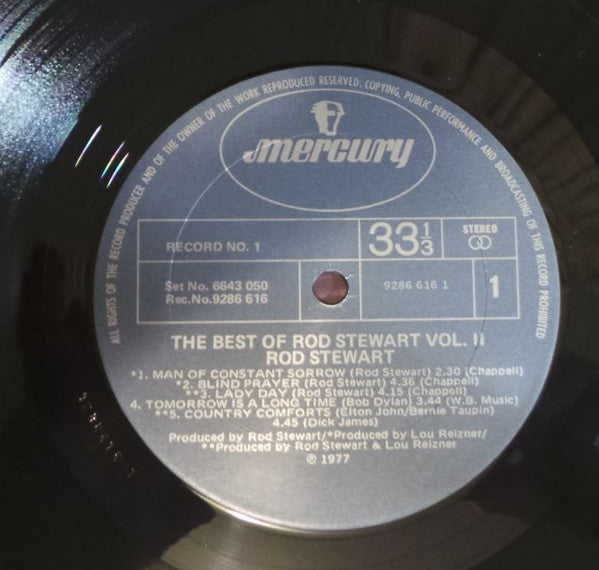 ALL RIGHTS OF THE RECORD PRODUCER AND OF THE OWNER OF THE WORK REPRODUCED RESERVED. COPYING, PUBLIC PERFORMANCE AND BROADCASTING OF THIS RECORD PROHIBITED
mercury
RECORD NO. 1
33 1/3
STEREO
Set No. 6643 050
Rec.No.9286 616
9286 616 1
1
THE BEST OF ROD STEWART VOL. II
ROD STEWART
*1. MAN OF CONSTANT SORROW (Rod Stewart) 2.30 (Chappell)
*2. BLIND PRAYER (Rod Stewart) 4.36 (Chappell)
**3. LADY DAY (Rod Stewart) 4.15 (Chappell)
4. TOMORROW IS A LONG TIME (Bob Dylan) 3.44 (W.B. Music)
**5. COUNTRY COMFORTS (Elton John/Bernie Taupin)
4.45 (Dick James)
Produced by Rod Stewart/*Produced by Lou Reizner/
**Produced by Rod Stewart & Lou Reizner
℗ 1977